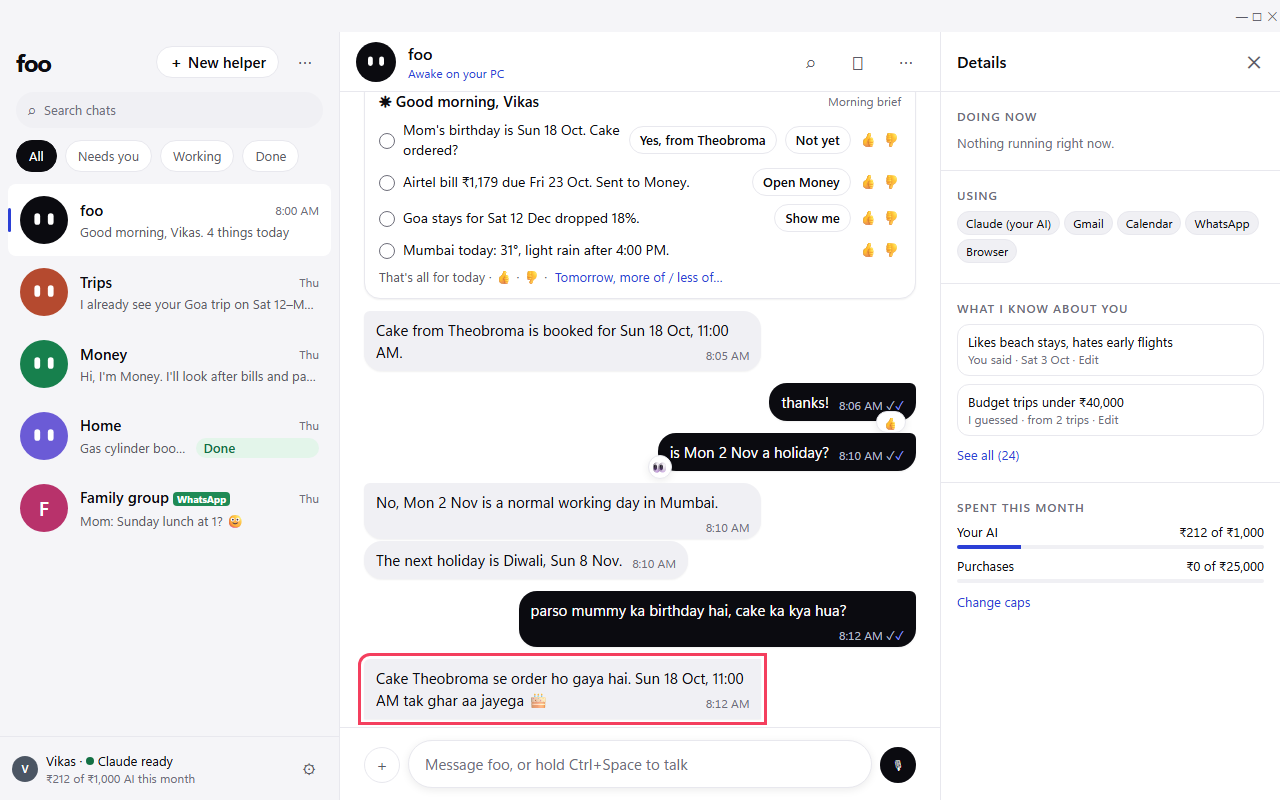 foo
+ New helper
Search chats
All
Needs you
Working
Done
foo
8:00 AM
Good morning, Vikas. 4 things today
Trips
Thu
I already see your Goa trip on Sat 12–M...
Money
Thu
Hi, I'm Money. I'll look after bills and pa...
Home
Thu
Gas cylinder boo...
Done
F
Family group WhatsApp
Thu
Mom: Sunday lunch at 1? 😋
V
Vikas · Claude ready
₹212 of ₹1,000 AI this month
foo
Awake on your PC
✱ Good morning, Vikas
Morning brief
Mom's birthday is Sun 18 Oct. Cake
ordered?
Yes, from Theobroma
Not yet
👍 👎
Airtel bill ₹1,179 due Fri 23 Oct. Sent to Money.
Open Money
👍 👎
Goa stays for Sat 12 Dec dropped 18%.
Show me
👍 👎
Mumbai today: 31°, light rain after 4:00 PM.
👍 👎
That's all for today · 👍 · 👎 · Tomorrow, more of / less of...
Cake from Theobroma is booked for Sun 18 Oct, 11:00
AM.
8:05 AM
thanks! 8:06 AM ✓✓
👍
is Mon 2 Nov a holiday? 8:10 AM ✓✓
👀
No, Mon 2 Nov is a normal working day in Mumbai.
8:10 AM
The next holiday is Diwali, Sun 8 Nov. 8:10 AM
parso mummy ka birthday hai, cake ka kya hua?
8:12 AM ✓✓
Cake Theobroma se order ho gaya hai. Sun 18 Oct, 11:00
AM tak ghar aa jayega 🎂
8:12 AM
+
Message foo, or hold Ctrl+Space to talk
Details
DOING NOW
Nothing running right now.
USING
Claude (your AI)
Gmail
Calendar
WhatsApp
Browser
WHAT I KNOW ABOUT YOU
Likes beach stays, hates early flights
You said · Sat 3 Oct · Edit
Budget trips under ₹40,000
I guessed · from 2 trips · Edit
See all (24)
SPENT THIS MONTH
Your AI
₹212 of ₹1,000
Purchases
₹0 of ₹25,000
Change caps